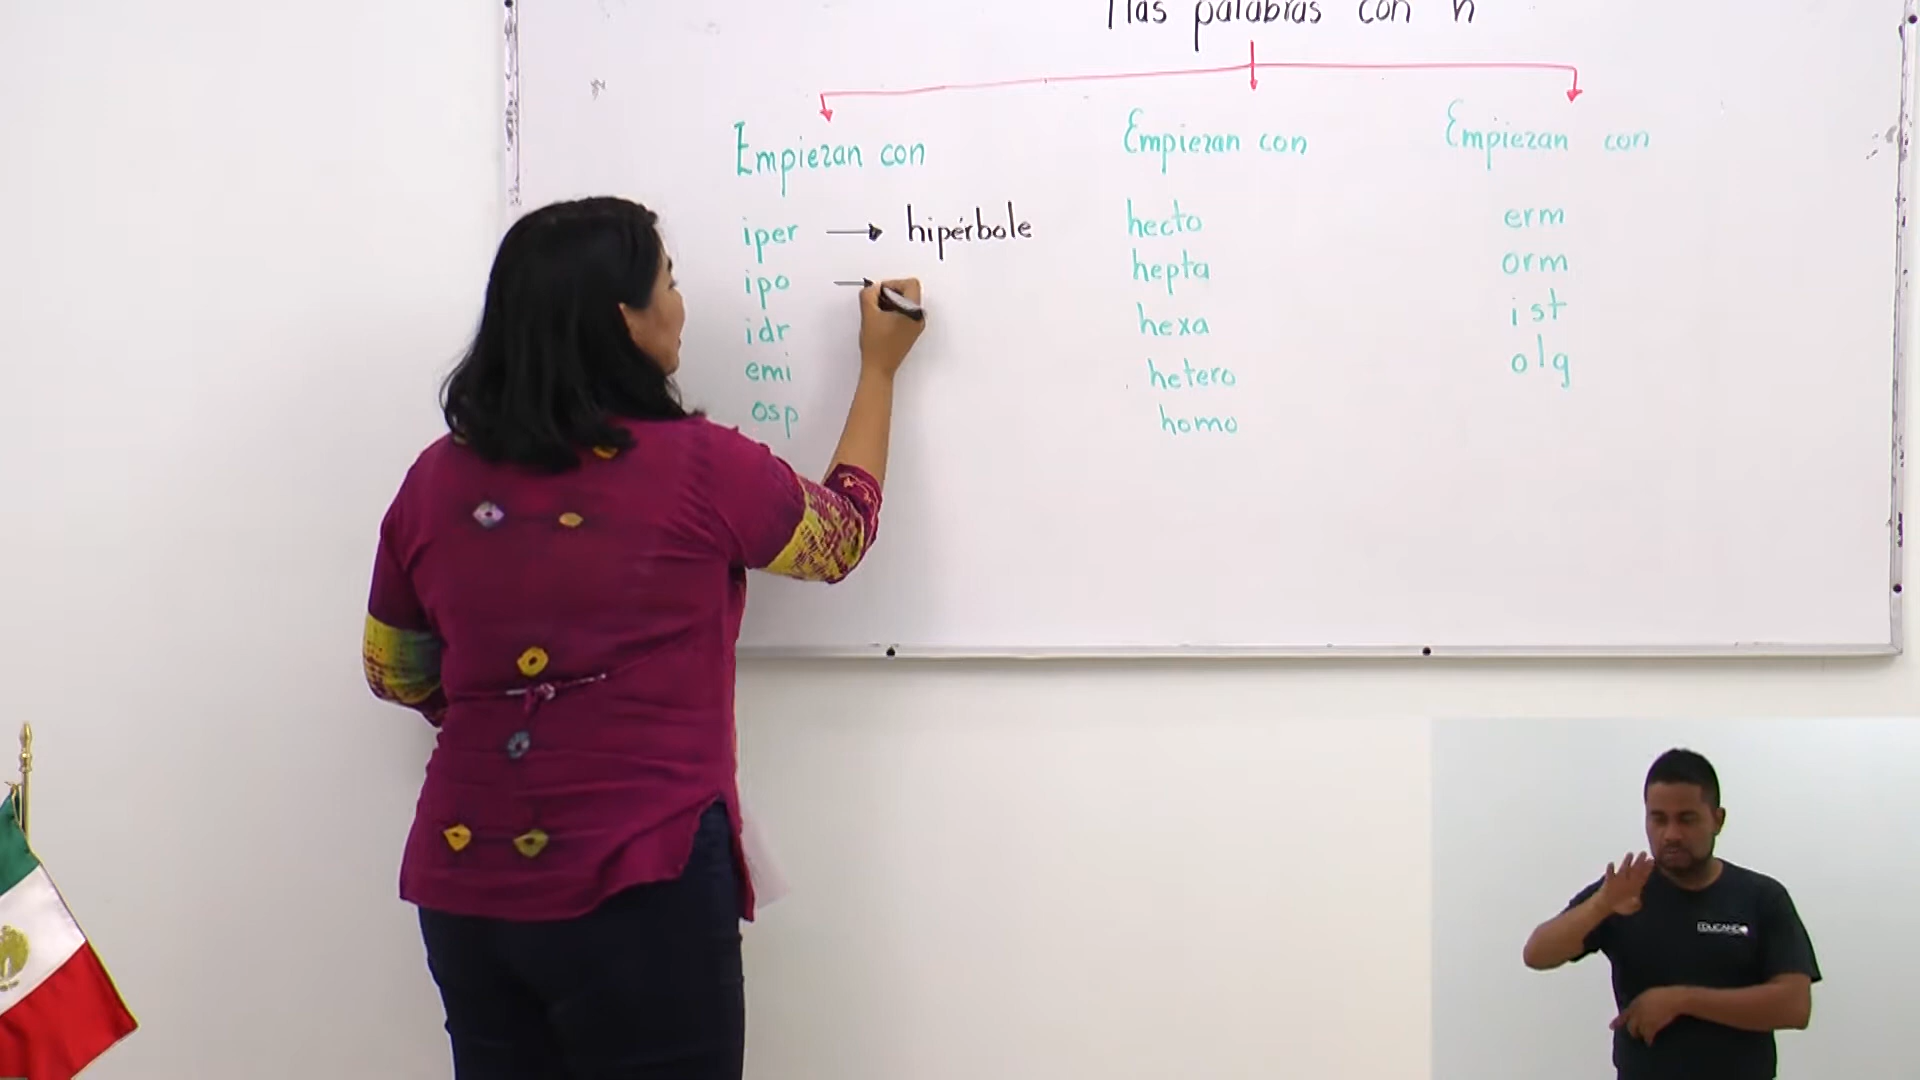 Más palabras con h
Empiezan con
iper → hipérbole
ipo →
idr
emi
osp
Empiezan con
hecto
hepta
hexa
hetero
homo
Empiezan con
erm
orm
ist
olg
EDUCANDO